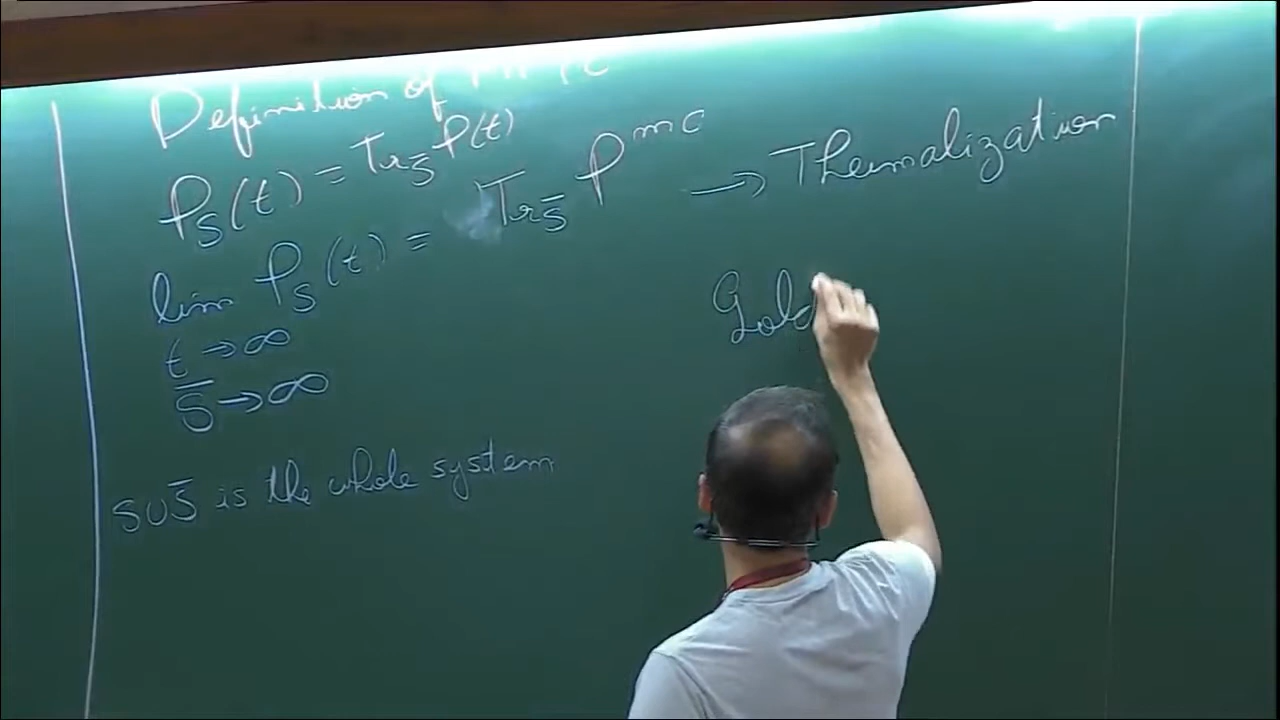 Definition of
ρ_S(t) = Tr_S̄ ρ(t)
lim ρ_S(t) = Tr_S̄ ρ^mc → Thermalization
t → ∞
S̄ → ∞
Gold
S∪S̄ is the whole system